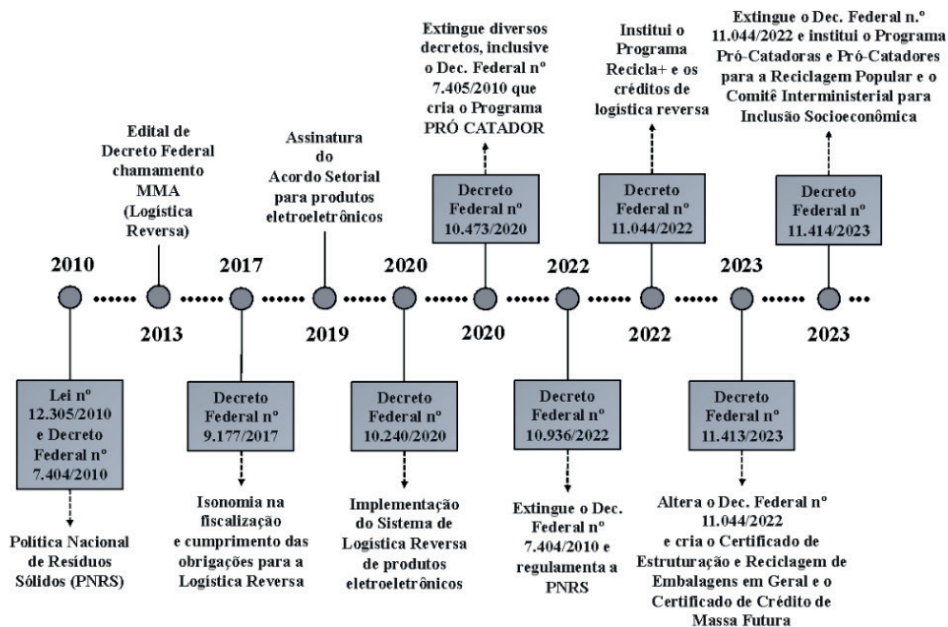 2010
Lei nº
12.305/2010
e Decreto
Federal nº
7.404/2010
Política Nacional
de Resíduos
Sólidos (PNRS)
Edital de
Decreto Federal
chamamento
MMA
(Logística
Reversa)
2013
2017
Decreto
Federal nº
9.177/2017
Isonomia na
fiscalização
e cumprimento das
obrigações para a
Logística Reversa
Assinatura
do
Acordo Setorial
para produtos
eletroeletrônicos
2019
2020
Decreto
Federal nº
10.240/2020
Implementação
do Sistema de
Logística Reversa
de produtos
eletroeletrônicos
Extingue diversos
decretos, inclusive
o Dec. Federal nº
7.405/2010 que
cria o Programa
PRÓ CATADOR
Decreto
Federal nº
10.473/2020
2020
2022
Decreto
Federal nº
10.936/2022
Extingue o Dec.
Federal nº
7.404/2010 e
regulamenta a
PNRS
Institui o
Programa
Recicla+ e os
créditos de
logística reversa
Decreto
Federal nº
11.044/2022
2022
2023
Decreto
Federal nº
11.413/2023
Altera o Dec. Federal nº
11.044/2022
e cria o Certificado de
Estruturação e Reciclagem de
Embalagens em Geral e o
Certificado de Crédito de
Massa Futura
Extingue o Dec. Federal n.º
11.044/2022 e institui o Programa
Pró-Catadoras e Pró-Catadores
para a Reciclagem Popular e o
Comitê Interministerial para
Inclusão Socioeconômica
Decreto
Federal nº
11.414/2023
2023